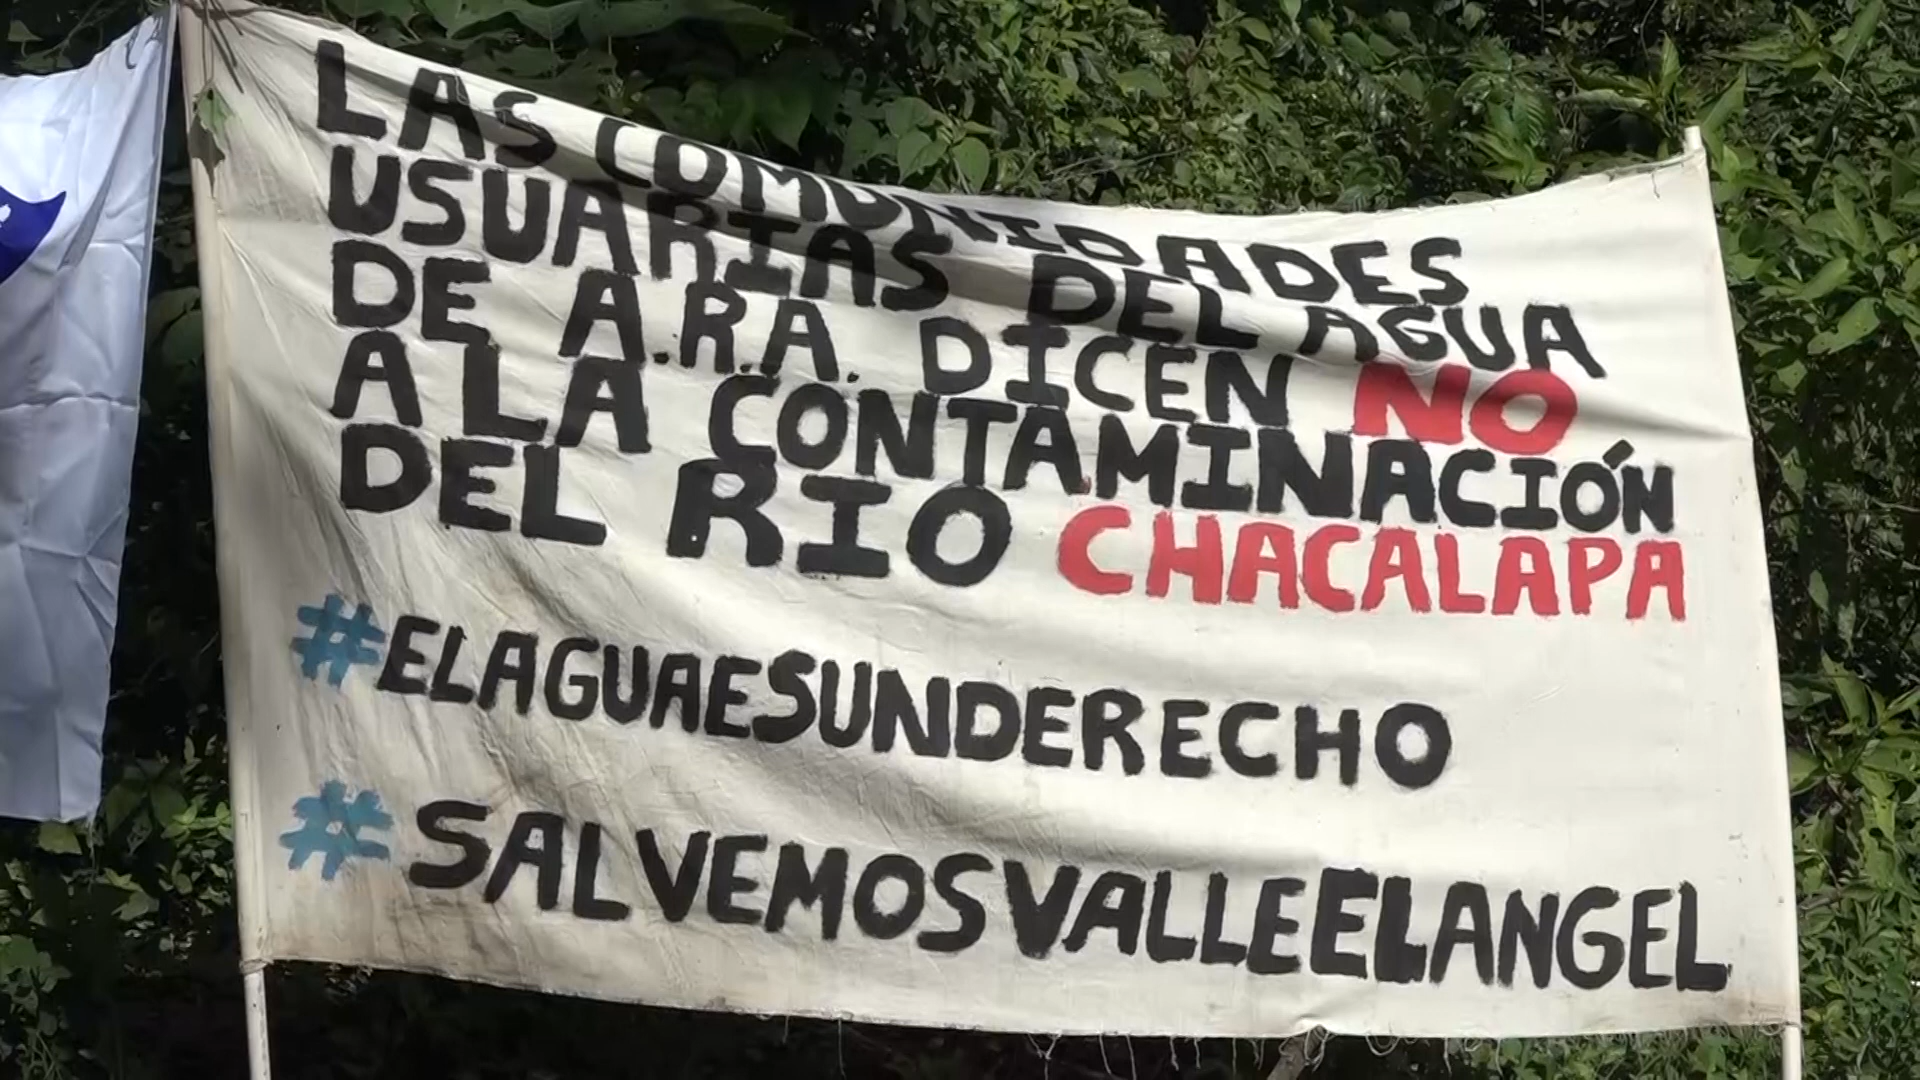 LAS COMUNIDADES
USUARIAS DEL AGUA
DE A.R.A. DICEN NO
A LA CONTAMINACIÓN
DEL RIO CHACALAPA
#ELAGUAESUNDERECHO
#SALVEMOSVALLEELANGEL